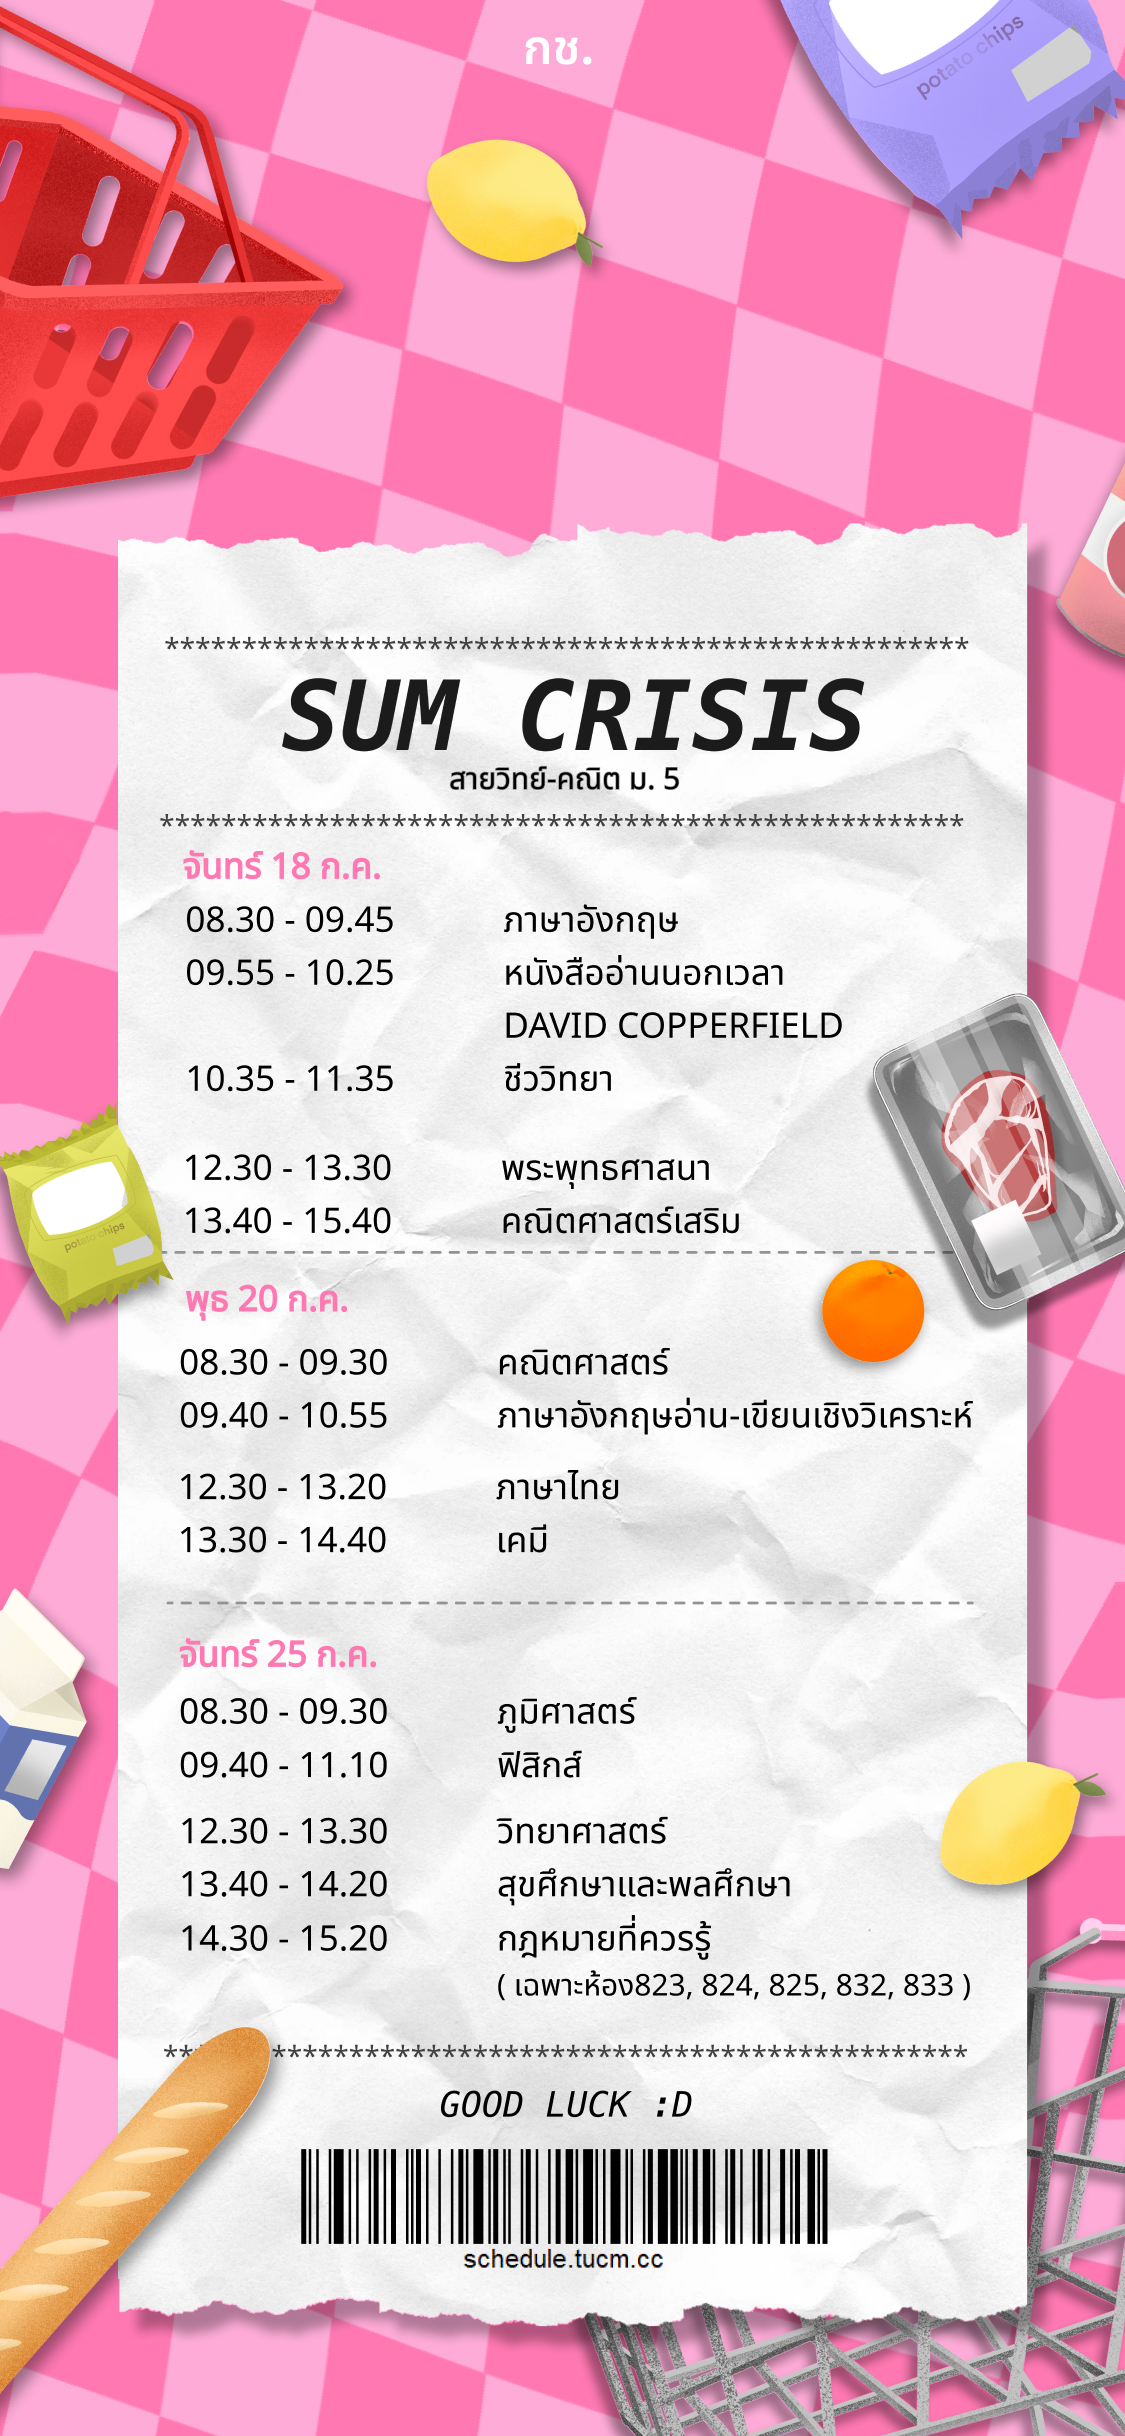 กช.
potato chips
**************************************************
SUM CRISIS
สายวิทย์-คณิต ม. 5
**************************************************
จันทร์ 18 ก.ค.
08.30 - 09.45 ภาษาอังกฤษ
09.55 - 10.25 หนังสืออ่านนอกเวลา
DAVID COPPERFIELD
10.35 - 11.35 ชีววิทยา
12.30 - 13.30 พระพุทธศาสนา
13.40 - 15.40 คณิตศาสตร์เสริม
potato chips
พุธ 20 ก.ค.
08.30 - 09.30 คณิตศาสตร์
09.40 - 10.55 ภาษาอังกฤษอ่าน-เขียนเชิงวิเคราะห์
12.30 - 13.20 ภาษาไทย
13.30 - 14.40 เคมี
จันทร์ 25 ก.ค.
08.30 - 09.30 ภูมิศาสตร์
09.40 - 11.10 ฟิสิกส์
12.30 - 13.30 วิทยาศาสตร์
13.40 - 14.20 สุขศึกษาและพลศึกษา
14.30 - 15.20 กฎหมายที่ควรรู้
( เฉพาะห้อง823, 824, 825, 832, 833 )
**************************************************
GOOD LUCK :D
schedule.tucm.cc